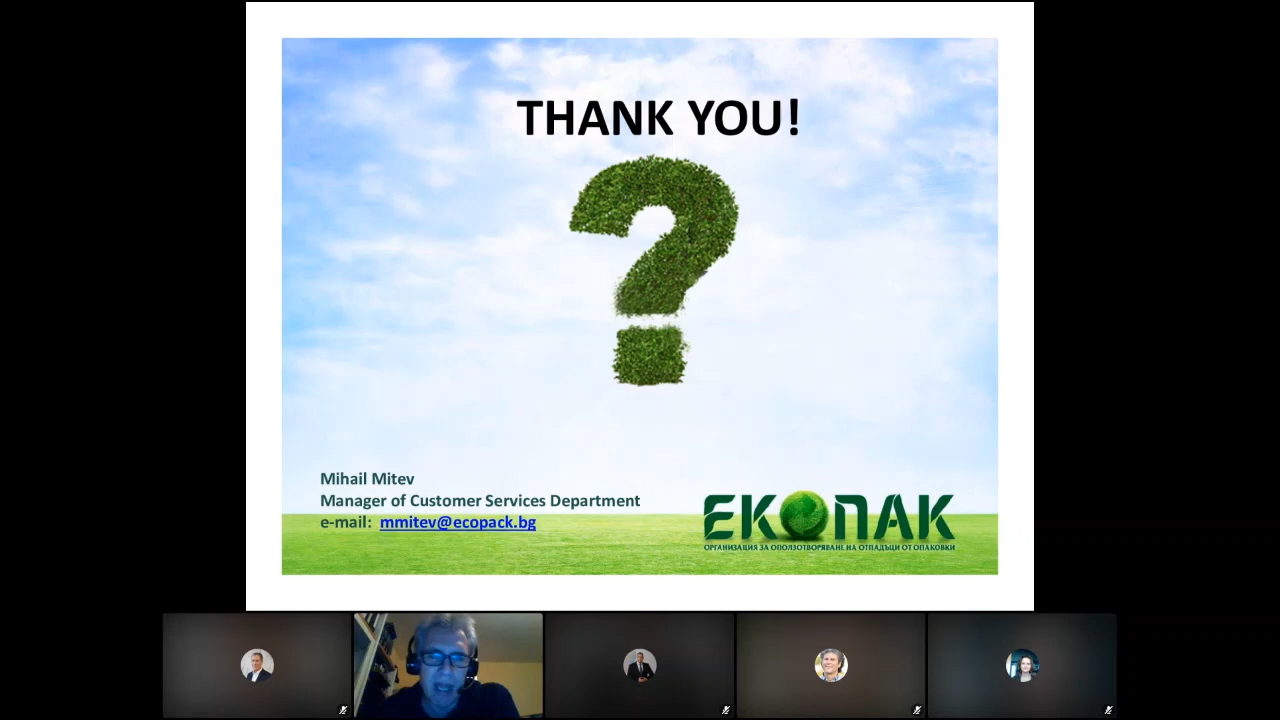 THANK YOU!
Mihail Mitev
Manager of Customer Services Department
e-mail: mmitev@ecopack.bg
ЕКОПАК
ОРГАНИЗАЦИЯ ЗА ОПОЛЗОТВОРЯВАНЕ НА ОТПАДЪЦИ ОТ ОПАКОВКИ